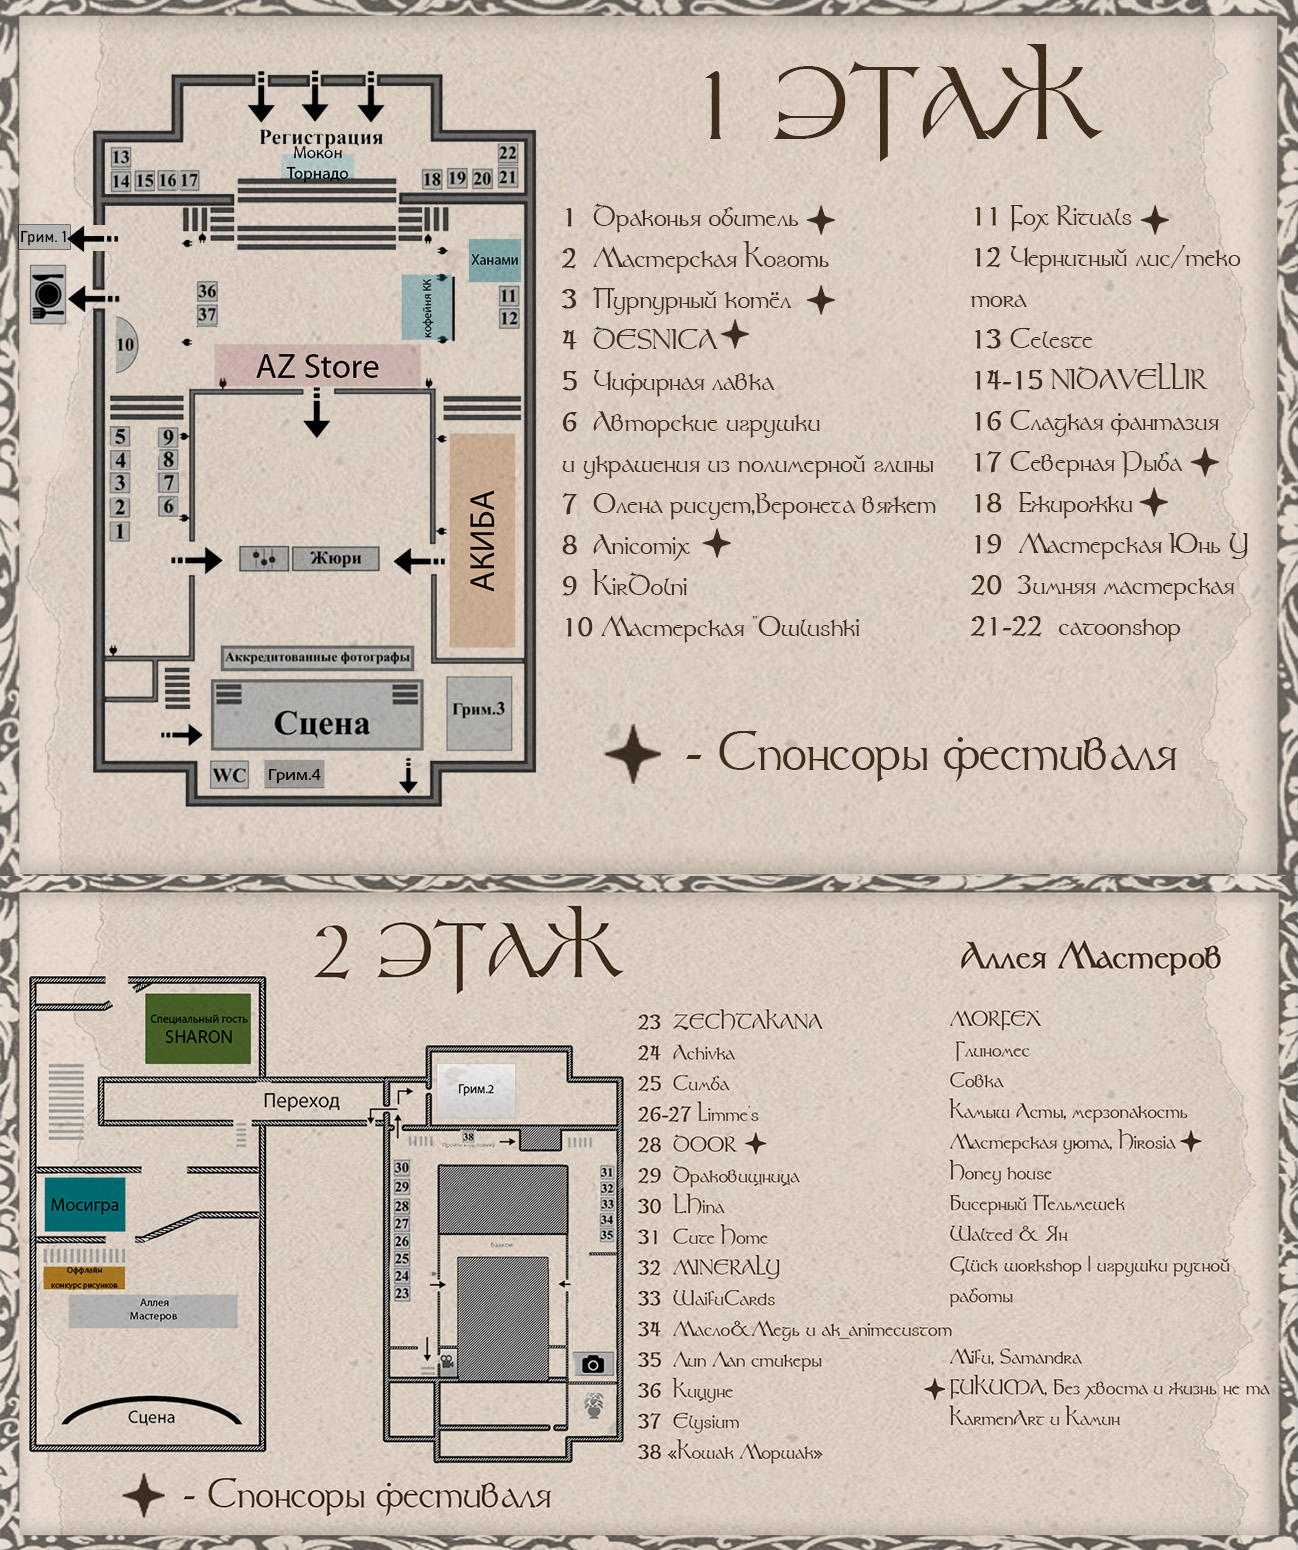 1 ЭТАЖ
Регистрация
Мокон
Торнадо
13
14 15 16 17
22
18 19 20 21
Грим. 1
Ханами
кофейня КК
36
37
11
12
10
AZ Store
5
4
3
2
1
9
8
7
6
АКИБА
Жюри
Аккредитованные фотографы
Сцена
Грим.3
WC
Грим.4
1 Драконья обитель
2 Мастерская Коготь
3 Пурпурный котёл
4 DESNICA
5 Чифирная лавка
6 Авторские игрушки
и украшения из полимерной глины
7 Олена рисует,Веронета вяжет
8 Anicomix
9 KirDolni
10 Мастерская "Owlushki
11 Fox Rituals
12 Черничный лис/meko
mora
13 Celeste
14-15 NIDAVELLIR
16 Сладкая фантазия
17 Северная Рыба
18 Ежирожки
19 Мастерская Юнь У
20 Зимняя мастерская
21-22 catoonshop
- Спонсоры фестиваля
2 ЭТАЖ
Специальный гость
SHARON
Переход
Грим.2
38
30
29
28
27
26
25
24
23
31
32
33
34
35
Балкон
Мосигра
Оффлайн
конкурс рисунков
Аллея
Мастеров
Сцена
- Спонсоры фестиваля
23 ZECHTAKANA
24 Achivka
25 Симба
26-27 Limme's
28 DOOR
29 Драковищница
30 L.Hina
31 Cute Home
32 MINERALY
33 WaifuCards
34 Масло&Медь и ak_animecustom
35 Лип Лап стикеры
36 Кицуне
37 Elysium
38 «Кошак Моршак»
Аллея Мастеров
MORFEX
Глиномес
Совка
Камыш Асты, мерзопакость
Мастерская уюта, Hirosia
Honey house
Бисерный Пельмешек
Walted & Ян
Glück workshop | игрушки ручной
работы
Mifu, Samandra
FUKUMA, Без хвоста и жизнь не та
KarmenArt и Камин